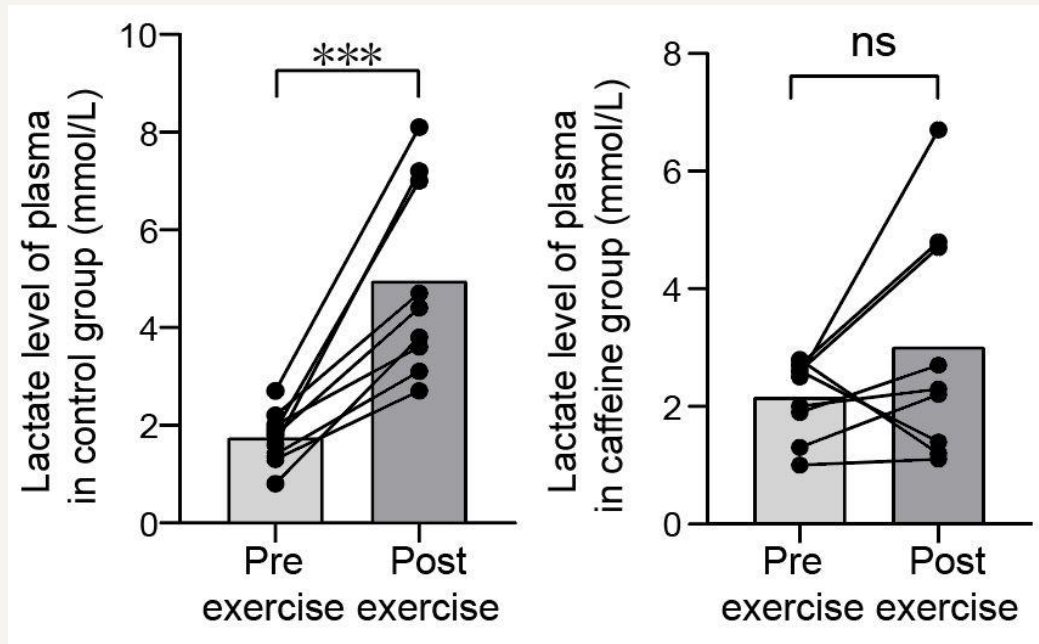 Lactate level of plasma
in control group (mmol/L)
10
8
6
4
2
0
***
Pre
exercise
Post
exercise
Lactate level of plasma
in caffeine group (mmol/L)
8
6
4
2
0
ns
Pre
exercise
Post
exercise